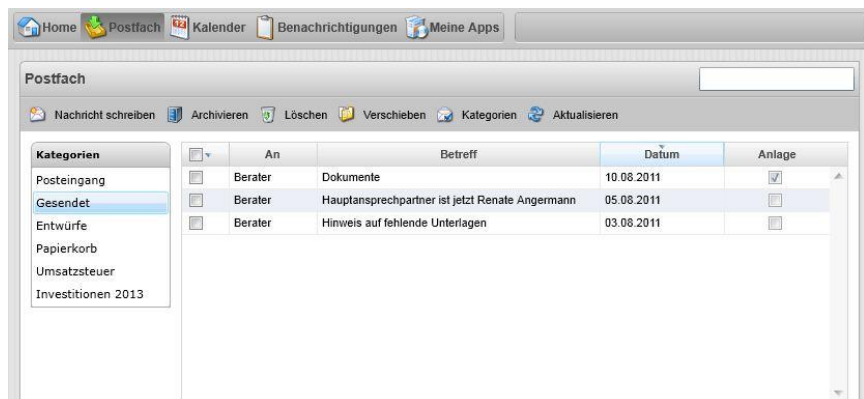 Home Postfach Kalender Benachrichtigungen Meine Apps
Postfach
Nachricht schreiben Archivieren Löschen Verschieben Kategorien Aktualisieren
Kategorien
Posteingang
Gesendet
Entwürfe
Papierkorb
Umsatzsteuer
Investitionen 2013
An Betreff Datum Anlage
Berater Dokumente 10.08.2011
Berater Hauptansprechpartner ist jetzt Renate Angermann 05.08.2011
Berater Hinweis auf fehlende Unterlagen 03.08.2011